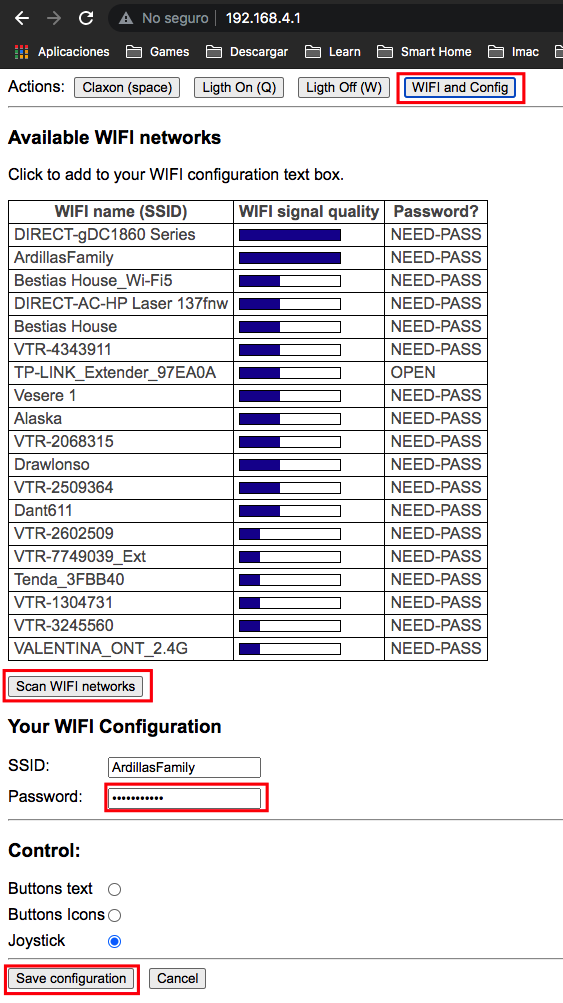 No seguro 192.168.4.1
Aplicaciones Games Descargar Learn Smart Home Imac
Actions: Claxon (space) Ligth On (Q) Ligth Off (W) WIFI and Config
Available WIFI networks
Click to add to your WIFI configuration text box.
WIFI name (SSID) WIFI signal quality Password?
DIRECT-gDC1860 Series NEED-PASS
ArdillasFamily NEED-PASS
Bestias House_Wi-Fi5 NEED-PASS
DIRECT-AC-HP Laser 137fnw NEED-PASS
Bestias House NEED-PASS
VTR-4343911 NEED-PASS
TP-LINK_Extender_97EA0A OPEN
Vesere 1 NEED-PASS
Alaska NEED-PASS
VTR-2068315 NEED-PASS
Drawlonso NEED-PASS
VTR-2509364 NEED-PASS
Dant611 NEED-PASS
VTR-2602509 NEED-PASS
VTR-7749039_Ext NEED-PASS
Tenda_3FBB40 NEED-PASS
VTR-1304731 NEED-PASS
VTR-3245560 NEED-PASS
VALENTINA_ONT_2.4G NEED-PASS
Scan WIFI networks
Your WIFI Configuration
SSID: ArdillasFamily
Password: •••••••••••
Control:
Buttons text
Buttons Icons
Joystick
Save configuration Cancel